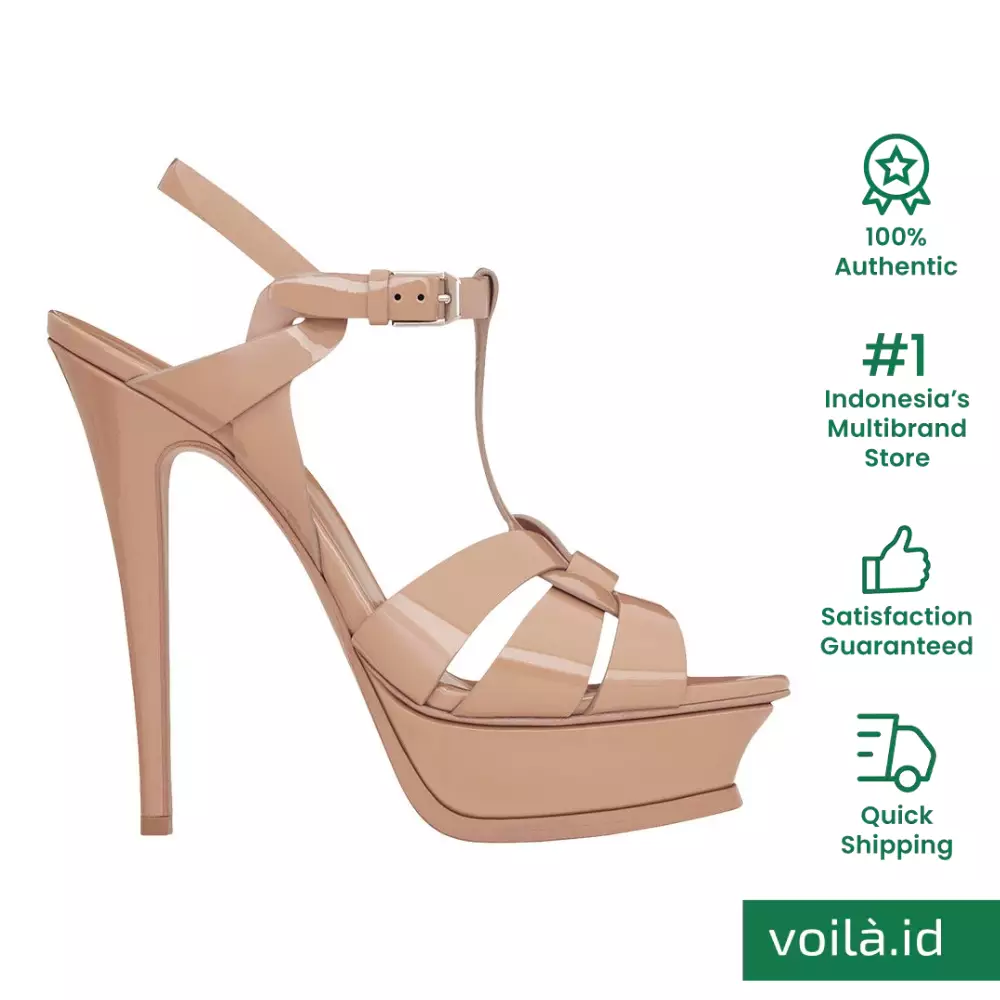 100%
Authentic
#1
Indonesia's
Multibrand
Store
Satisfaction
Guaranteed
Quick
Shipping
voilà.id